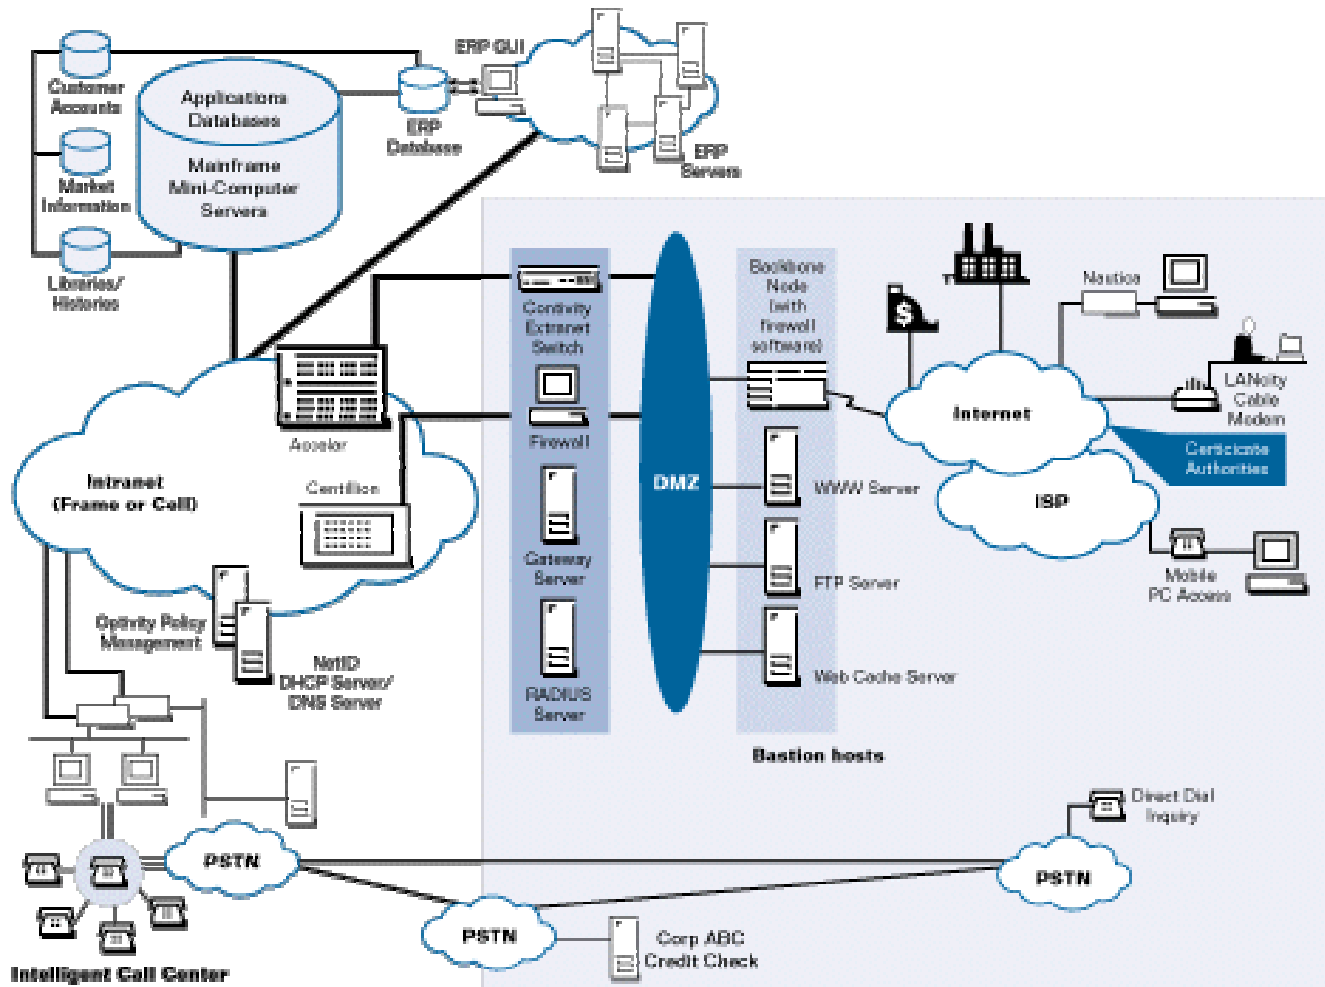 ERP GUI
Customer
Accounts
Applications
Databases
ERP
Database
ERP
Servers
Market
Information
Mainframe
Mini-Computer
Servers
Libraries/
Histories
Contivity
Extranet
Switch
Backbone
Node
(with
firewall
software)
Nautica
$
LANcity
Cable
Modem
Internet
Certicicate
Authorities
Accelar
Firewall
Intranet
(Frame or Cell)
Centillion
DMZ
WWW Server
ISP
Gateway
Server
FTP Server
Mobile
PC Access
Optivity Policy
Management
NetID
DHCP Server/
DNS Server
RADIUS
Server
Web Cache Server
Bastion hosts
Direct Dial
Inquiry
PSTN
PSTN
PSTN
Corp ABC
Credit Check
Intelligent Call Center